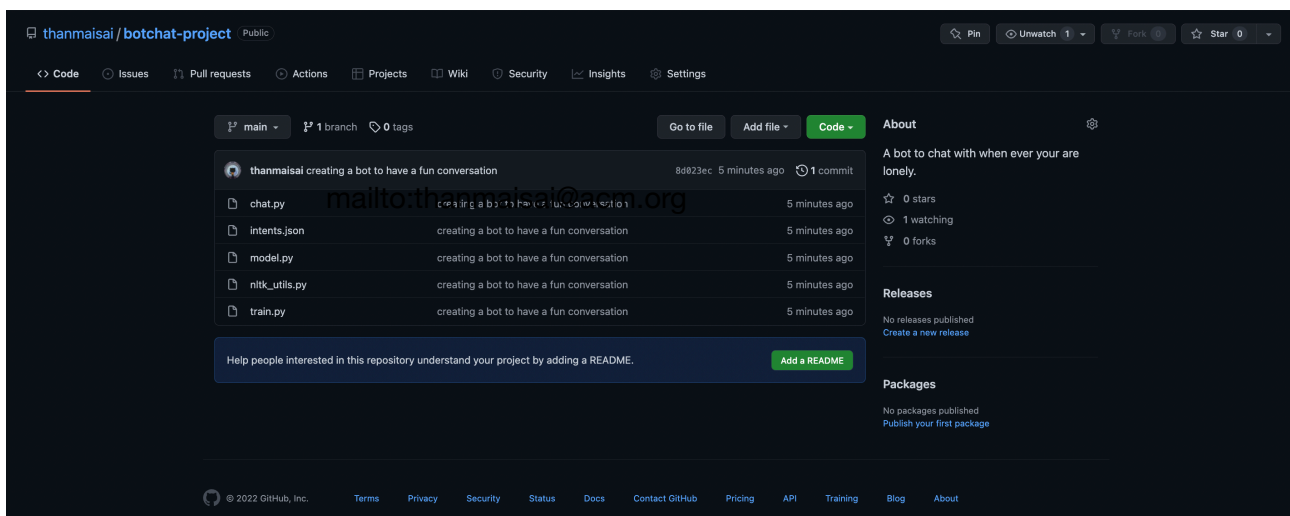 thanmaisai / botchat-project Public
Pin Unwatch 1 Fork 0 Star 0
<> Code Issues Pull requests Actions Projects Wiki Security Insights Settings
main 1 branch 0 tags Go to file Add file Code
thanmaisai creating a bot to have a fun conversation 8d023ec 5 minutes ago 1 commit
mailto:thanmaisai@acm.org
chat.py creating a bot to have a fun conversation 5 minutes ago
intents.json creating a bot to have a fun conversation 5 minutes ago
model.py creating a bot to have a fun conversation 5 minutes ago
nltk_utils.py creating a bot to have a fun conversation 5 minutes ago
train.py creating a bot to have a fun conversation 5 minutes ago
Help people interested in this repository understand your project by adding a README. Add a README
About
A bot to chat with when ever your are
lonely.
0 stars
1 watching
0 forks
Releases
No releases published
Create a new release
Packages
No packages published
Publish your first package
© 2022 GitHub, Inc. Terms Privacy Security Status Docs Contact GitHub Pricing API Training Blog About